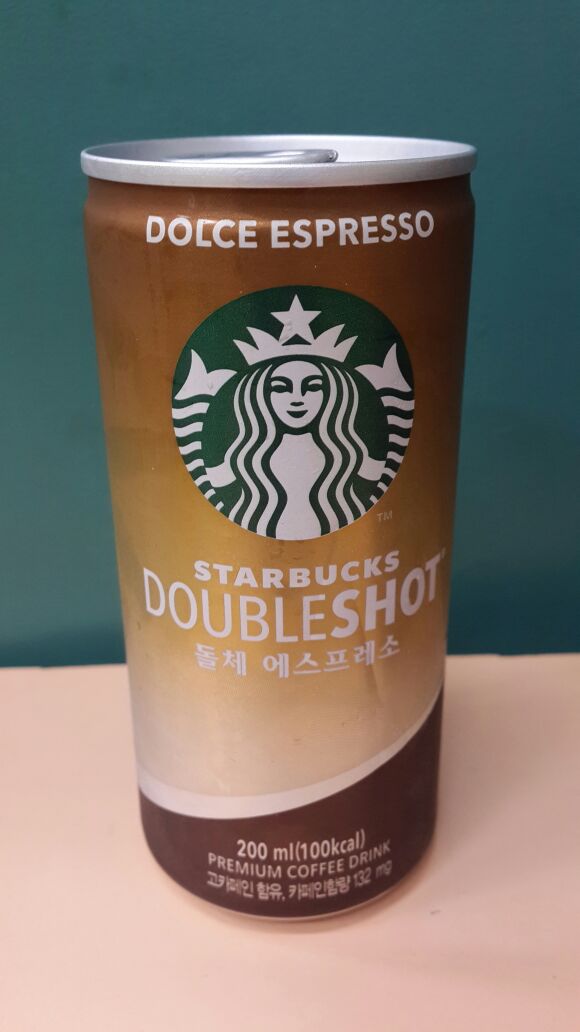 DOLCE ESPRESSO
TM
STARBUCKS
DOUBLESHOT
돌체 에스프레소
200 ml(100kcal)
PREMIUM COFFEE DRINK
고카페인 함유, 카페인함량 132 mg